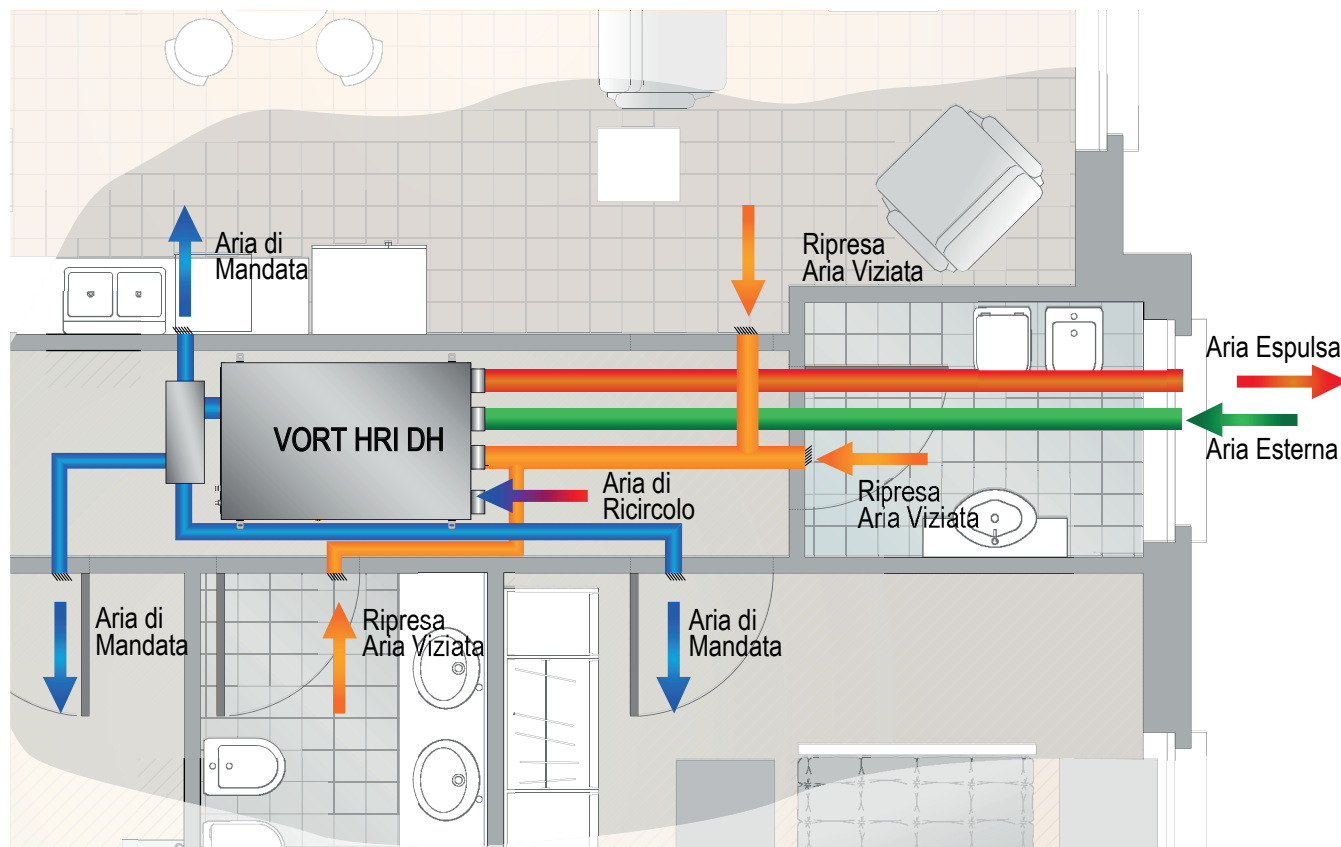 Aria di
Mandata
Ripresa
Aria Viziata
Aria Espulsa
VORT HRI DH
Aria Esterna
Aria di
Ricircolo
Ripresa
Aria Viziata
Aria di
Mandata
Ripresa
Aria Viziata
Aria di
Mandata